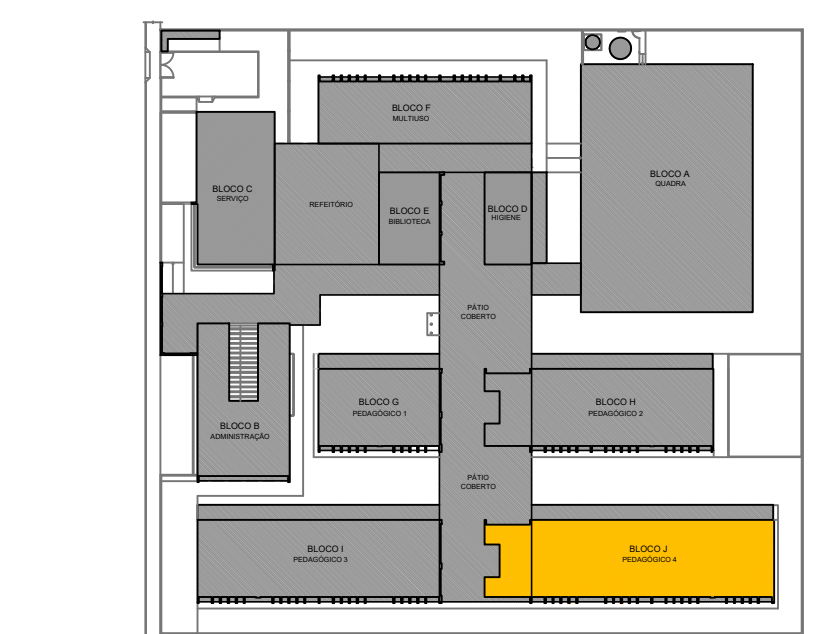 BLOCO F
MULTIUSO
BLOCO A
QUADRA
BLOCO C
SERVIÇO
REFEITÓRIO
BLOCO E
BIBLIOTECA
BLOCO D
HIGIENE
PÁTIO
COBERTO
BLOCO G
PEDAGÓGICO 1
BLOCO H
PEDAGÓGICO 2
BLOCO B
ADMINISTRAÇÃO
PÁTIO
COBERTO
BLOCO I
PEDAGÓGICO 3
BLOCO J
PEDAGÓGICO 4